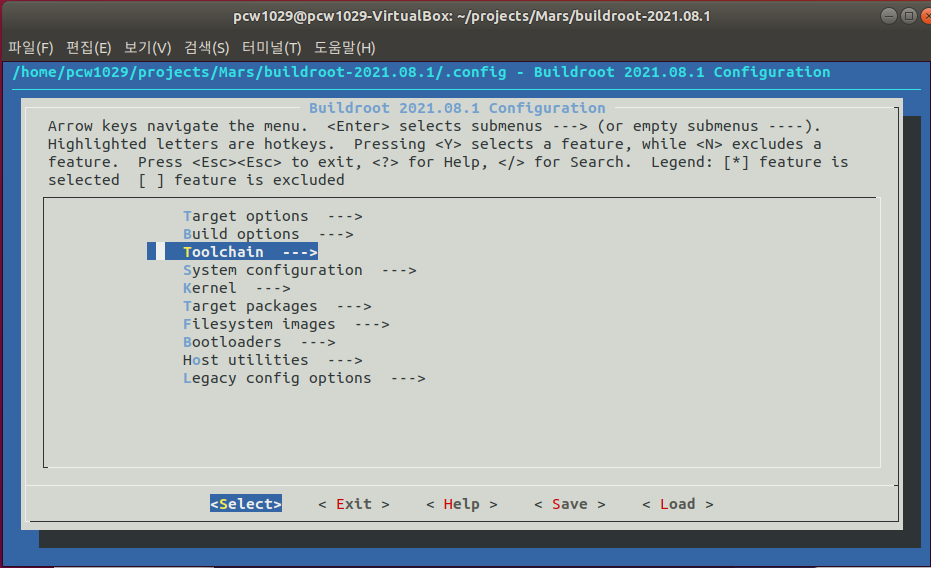 pcw1029@pcw1029-VirtualBox: ~/projects/Mars/buildroot-2021.08.1
파일(F) 편집(E) 보기(V) 검색(S) 터미널(T) 도움말(H)
/home/pcw1029/projects/Mars/buildroot-2021.08.1/.config - Buildroot 2021.08.1 Configuration
Buildroot 2021.08.1 Configuration
Arrow keys navigate the menu.  <Enter> selects submenus ---> (or empty submenus ----).
Highlighted letters are hotkeys.  Pressing <Y> selects a feature, while <N> excludes a
feature.  Press <Esc><Esc> to exit, <?> for Help, </> for Search.  Legend: [*] feature is
selected  [ ] feature is excluded
Target options  --->
Build options  --->
Toolchain  --->
System configuration  --->
Kernel  --->
Target packages  --->
Filesystem images  --->
Bootloaders  --->
Host utilities  --->
Legacy config options  --->
<Select>    < Exit >    < Help >    < Save >    < Load >